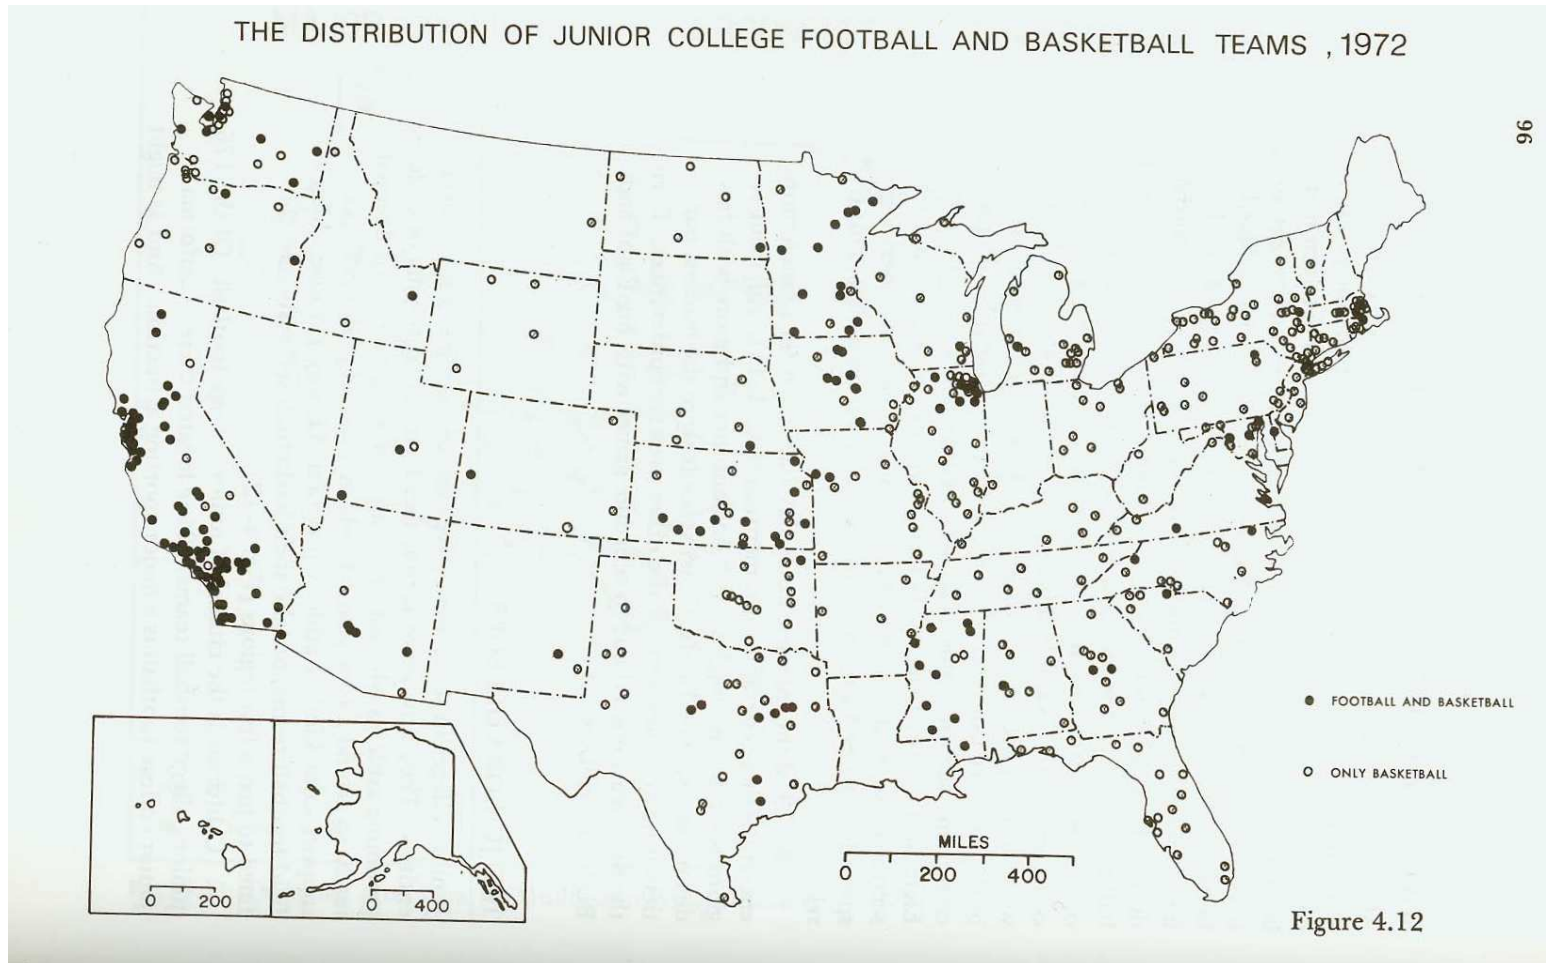 THE DISTRIBUTION OF JUNIOR COLLEGE FOOTBALL AND BASKETBALL TEAMS , 1972
96
FOOTBALL AND BASKETBALL
ONLY BASKETBALL
MILES
0 200 400
0 200
0 400
Figure 4.12